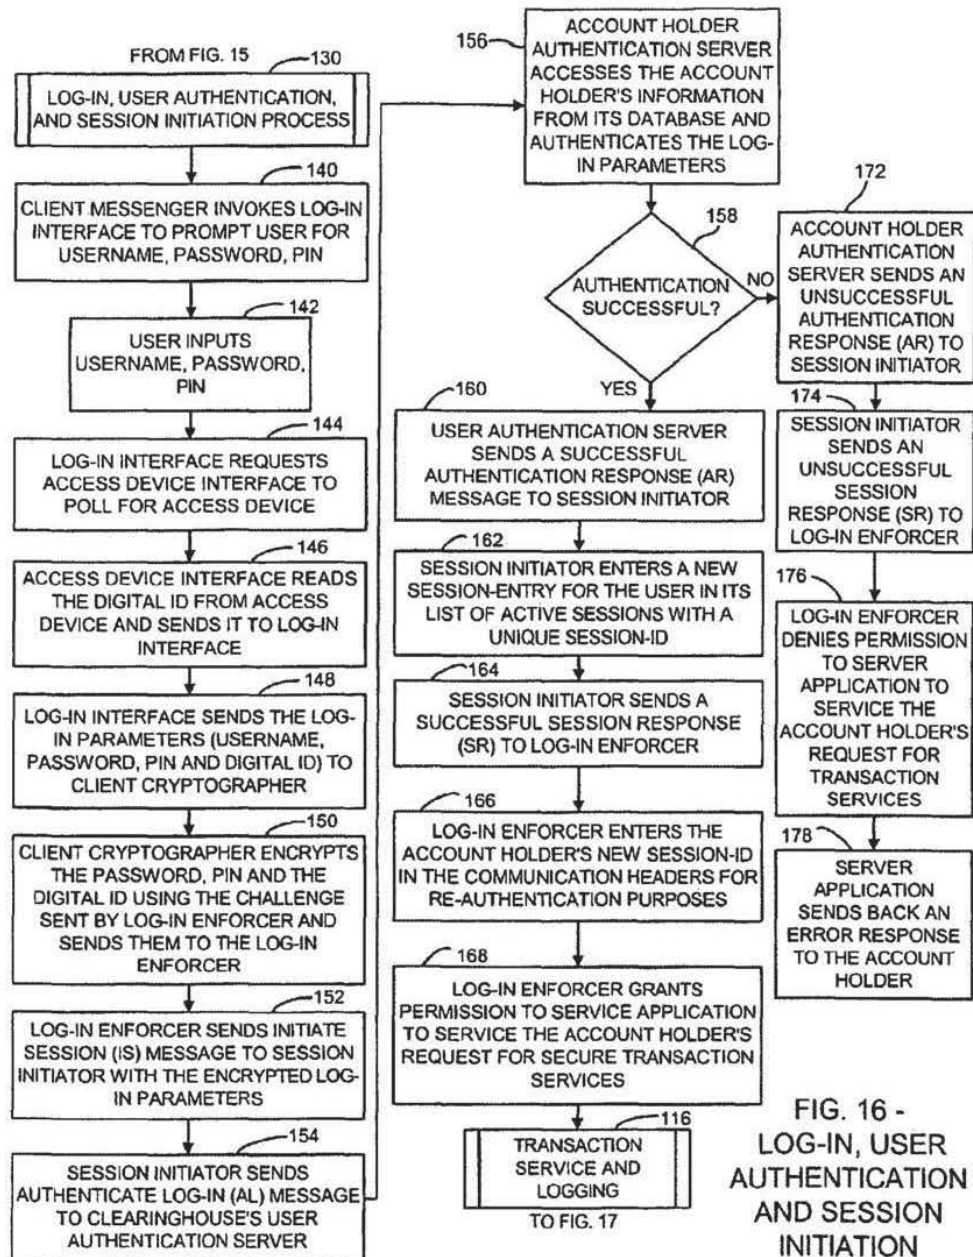 FROM FIG. 15
130
LOG-IN, USER AUTHENTICATION,
AND SESSION INITIATION PROCESS
140
CLIENT MESSENGER INVOKES LOG-IN
INTERFACE TO PROMPT USER FOR
USERNAME, PASSWORD, PIN
142
USER INPUTS
USERNAME, PASSWORD,
PIN
144
LOG-IN INTERFACE REQUESTS
ACCESS DEVICE INTERFACE TO
POLL FOR ACCESS DEVICE
146
ACCESS DEVICE INTERFACE READS
THE DIGITAL ID FROM ACCESS
DEVICE AND SENDS IT TO LOG-IN
INTERFACE
148
LOG-IN INTERFACE SENDS THE LOG-
IN PARAMETERS (USERNAME,
PASSWORD, PIN AND DIGITAL ID) TO
CLIENT CRYPTOGRAPHER
150
CLIENT CRYPTOGRAPHER ENCRYPTS
THE PASSWORD, PIN AND THE
DIGITAL ID USING THE CHALLENGE
SENT BY LOG-IN ENFORCER AND
SENDS THEM TO THE LOG-IN
ENFORCER
152
LOG-IN ENFORCER SENDS INITIATE
SESSION (IS) MESSAGE TO SESSION
INITIATOR WITH THE ENCRYPTED LOG-
IN PARAMETERS
154
SESSION INITIATOR SENDS
AUTHENTICATE LOG-IN (AL) MESSAGE
TO CLEARINGHOUSE'S USER
AUTHENTICATION SERVER
156
ACCOUNT HOLDER
AUTHENTICATION SERVER
ACCESSES THE ACCOUNT
HOLDER'S INFORMATION
FROM ITS DATABASE AND
AUTHENTICATES THE LOG-
IN PARAMETERS
158
AUTHENTICATION
SUCCESSFUL?
NO
YES
160
USER AUTHENTICATION SERVER
SENDS A SUCCESSFUL
AUTHENTICATION RESPONSE (AR)
MESSAGE TO SESSION INITIATOR
162
SESSION INITIATOR ENTERS A NEW
SESSION-ENTRY FOR THE USER IN ITS
LIST OF ACTIVE SESSIONS WITH A
UNIQUE SESSION-ID
164
SESSION INITIATOR SENDS A
SUCCESSFUL SESSION RESPONSE
(SR) TO LOG-IN ENFORCER
166
LOG-IN ENFORCER ENTERS THE
ACCOUNT HOLDER'S NEW SESSION-ID
IN THE COMMUNICATION HEADERS FOR
RE-AUTHENTICATION PURPOSES
168
LOG-IN ENFORCER GRANTS
PERMISSION TO SERVICE APPLICATION
TO SERVICE THE ACCOUNT HOLDER'S
REQUEST FOR SECURE TRANSACTION
SERVICES
116
TRANSACTION
SERVICE AND
LOGGING
TO FIG. 17
172
ACCOUNT HOLDER
AUTHENTICATION
SERVER SENDS AN
UNSUCCESSFUL
AUTHENTICATION
RESPONSE (AR) TO
SESSION INITIATOR
174
SESSION INITIATOR
SENDS AN
UNSUCCESSFUL
SESSION
RESPONSE (SR) TO
LOG-IN ENFORCER
176
LOG-IN ENFORCER
DENIES PERMISSION
TO SERVER
APPLICATION TO
SERVICE THE
ACCOUNT HOLDER'S
REQUEST FOR
TRANSACTION
SERVICES
178
SERVER
APPLICATION
SENDS BACK AN
ERROR RESPONSE
TO THE ACCOUNT
HOLDER
FIG. 16 -
LOG-IN, USER
AUTHENTICATION
AND SESSION
INITIATION